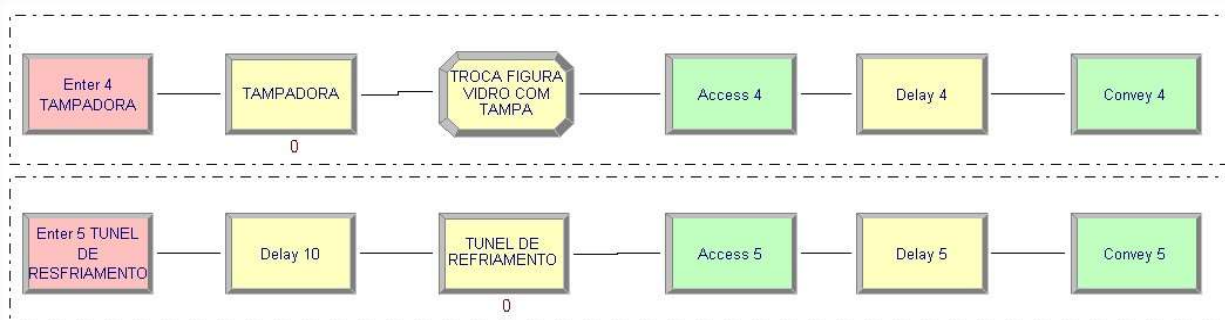 Enter 4
TAMPADORA
TAMPADORA
0
TROCA FIGURA
VIDRO COM
TAMPA
Access 4
Delay 4
Convey 4
Enter 5 TUNEL
DE
RESFRIAMENTO
Delay 10
TUNEL DE
REFRIAMENTO
0
Access 5
Delay 5
Convey 5